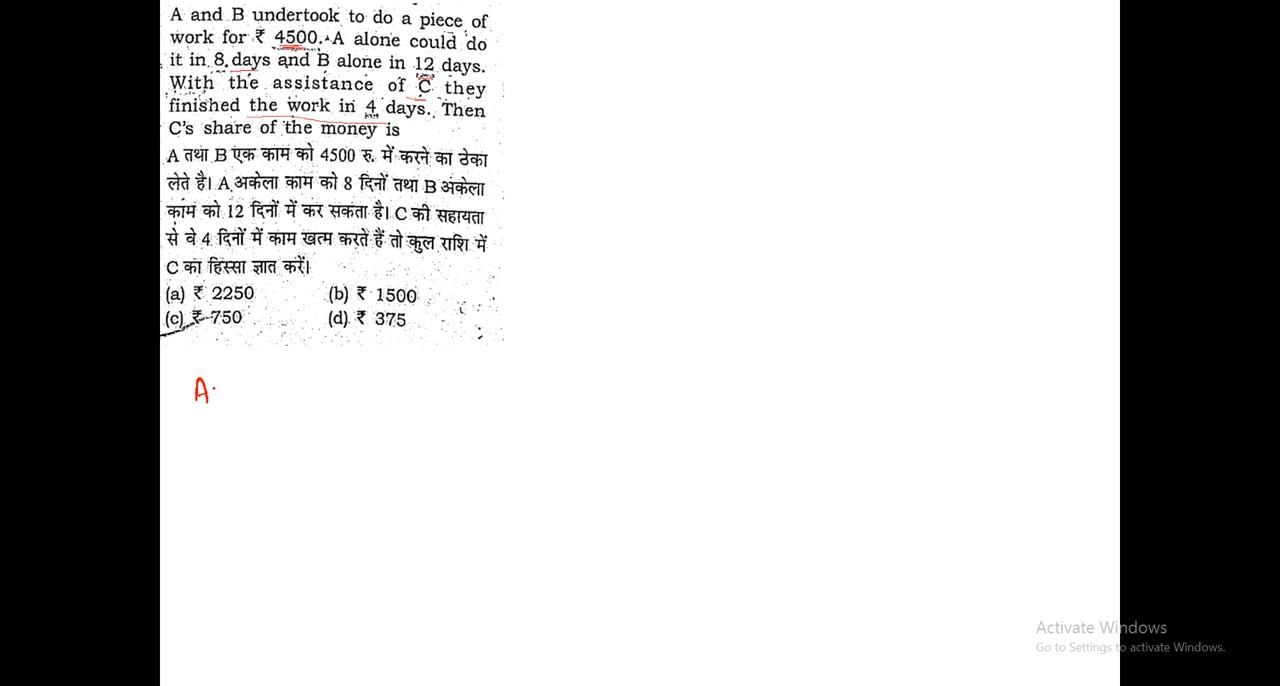 A and B undertook to do a piece of
work for ₹ 4500. A alone could do
it in 8 days and B alone in 12 days.
With the assistance of C they
finished the work in 4 days. Then
C's share of the money is
A तथा B एक काम को 4500 रु. में करने का ठेका
लेते है। A अकेला काम को 8 दिनों तथा B अकेला
काम को 12 दिनों में कर सकता है। C की सहायता
से वे 4 दिनों में काम खत्म करते हैं तो कुल राशि में
C का हिस्सा ज्ञात करें।
(a) ₹ 2250 (b) ₹ 1500
(c) ₹ 750 (d) ₹ 375
A
Activate Windows
Go to Settings to activate Windows.